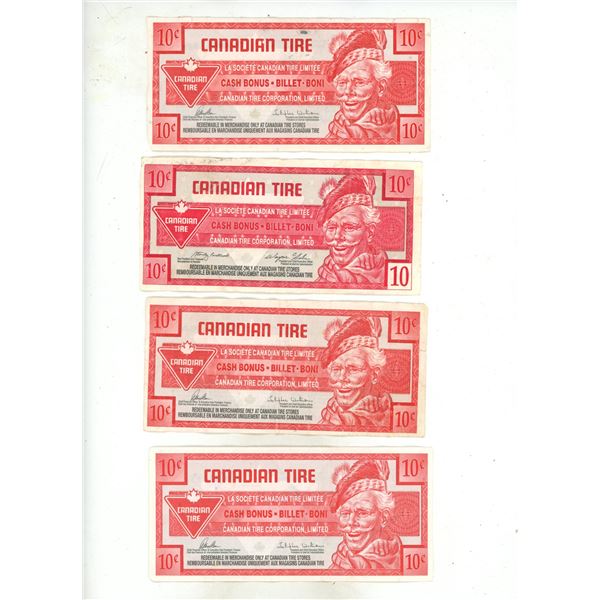 10¢ 10¢
CANADIAN TIRE
LA SOCIÉTÉ CANADIAN TIRE LIMITÉE
CANADIAN
TIRE
CASH BONUS • BILLET-BONI
CANADIAN TIRE CORPORATION, LIMITED
10¢ 10¢
REDEEMABLE IN MERCHANDISE ONLY AT CANADIAN TIRE STORES
REMBOURSABLE EN MARCHANDISE UNIQUEMENT AUX MAGASINS CANADIAN TIRE
10¢ 10¢
CANADIAN TIRE
LA SOCIÉTÉ CANADIAN TIRE LIMITÉE
CANADIAN
TIRE
CASH BONUS • BILLET-BONI
CANADIAN TIRE CORPORATION, LIMITED
10¢ 10
REDEEMABLE IN MERCHANDISE ONLY AT CANADIAN TIRE STORES
REMBOURSABLE EN MARCHANDISE UNIQUEMENT AUX MAGASINS CANADIAN TIRE
10¢ 10¢
CANADIAN TIRE
LA SOCIÉTÉ CANADIAN TIRE LIMITÉE
CANADIAN
TIRE
CASH BONUS • BILLET-BONI
CANADIAN TIRE CORPORATION, LIMITED
10¢ 10¢
REDEEMABLE IN MERCHANDISE ONLY AT CANADIAN TIRE STORES
REMBOURSABLE EN MARCHANDISE UNIQUEMENT AUX MAGASINS CANADIAN TIRE
10¢ 10¢
CANADIAN TIRE
LA SOCIÉTÉ CANADIAN TIRE LIMITÉE
CANADIAN
TIRE
CASH BONUS • BILLET-BONI
CANADIAN TIRE CORPORATION, LIMITED
10¢ 10¢
REDEEMABLE IN MERCHANDISE ONLY AT CANADIAN TIRE STORES
REMBOURSABLE EN MARCHANDISE UNIQUEMENT AUX MAGASINS CANADIAN TIRE